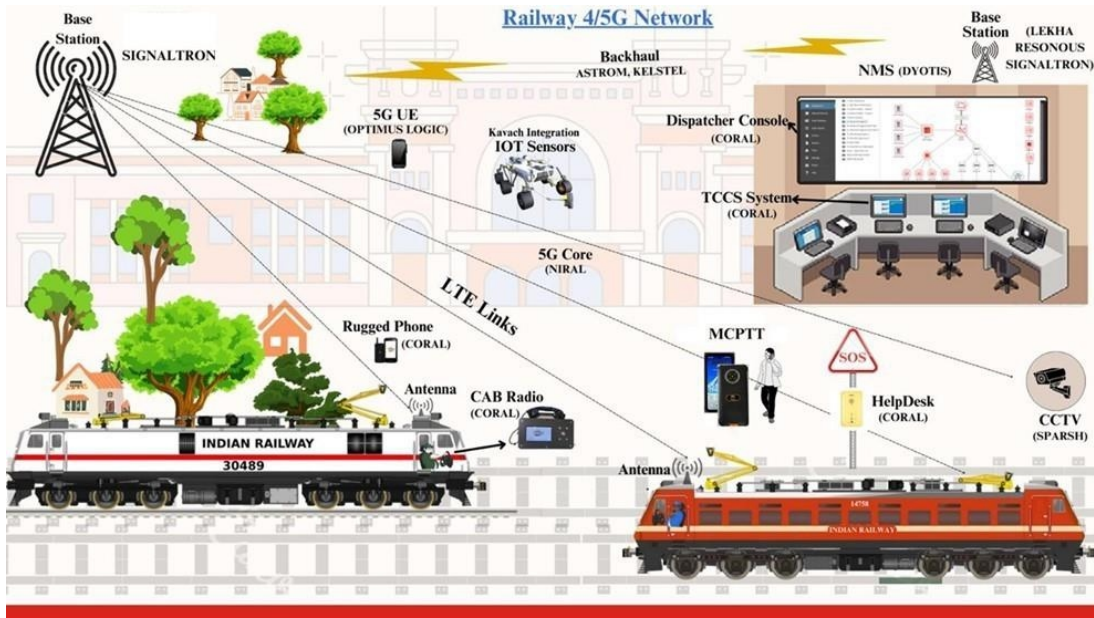 Railway 4/5G Network
Base
Station
SIGNALTRON
Backhaul
ASTROM, KELSTEL
Base
Station
(LEKHA
RESONOUS
SIGNALTRON)
NMS (DYOTIS)
5G UE
(OPTIMUS LOGIC)
Kavach Integration
IOT Sensors
Dispatcher Console
(CORAL)
TCCS System
(CORAL)
5G Core
(NIRAL
LTE Links
Rugged Phone
(CORAL)
Antenna
CAB Radio
(CORAL)
MCPTT
SOS
HelpDesk
(CORAL)
CCTV
(SPARSH)
INDIAN RAILWAY
30489
Antenna
14758
INDIAN RAILWAY